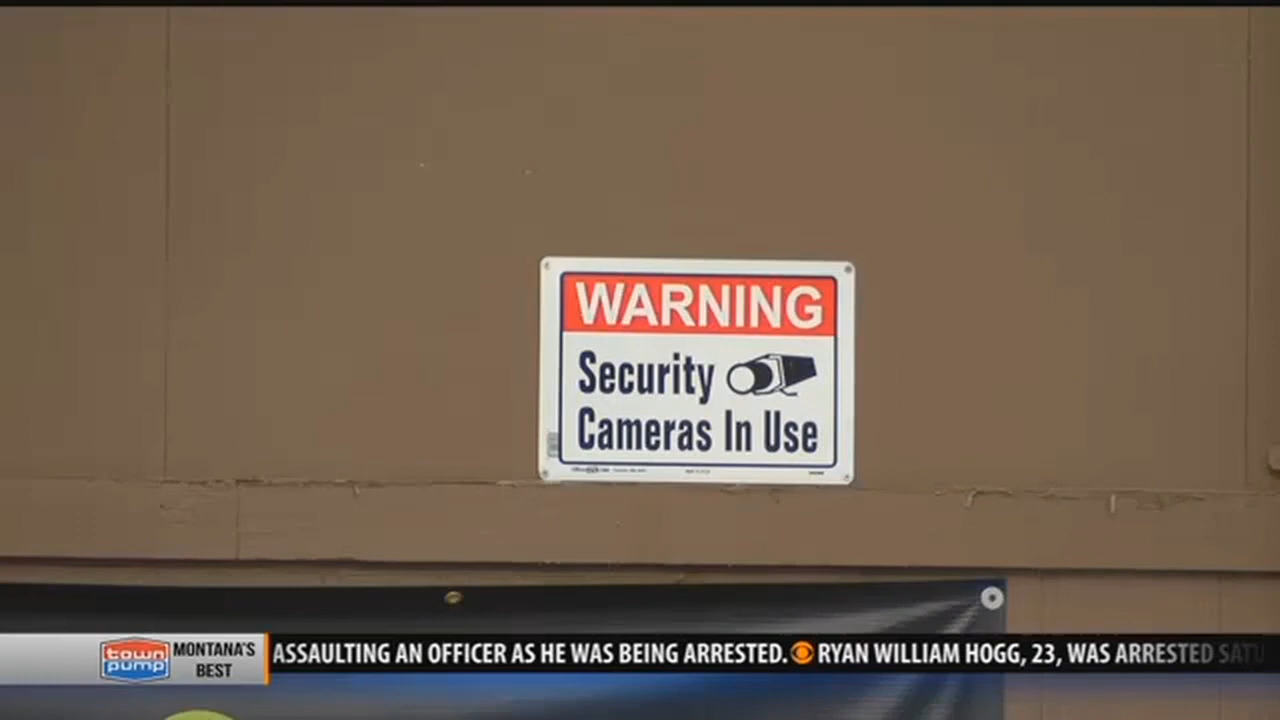 WARNING
Security
Cameras In Use
town
pump
MONTANA'S
BEST
ASSAULTING AN OFFICER AS HE WAS BEING ARRESTED. RYAN WILLIAM HOGG, 23, WAS ARRESTED SATU